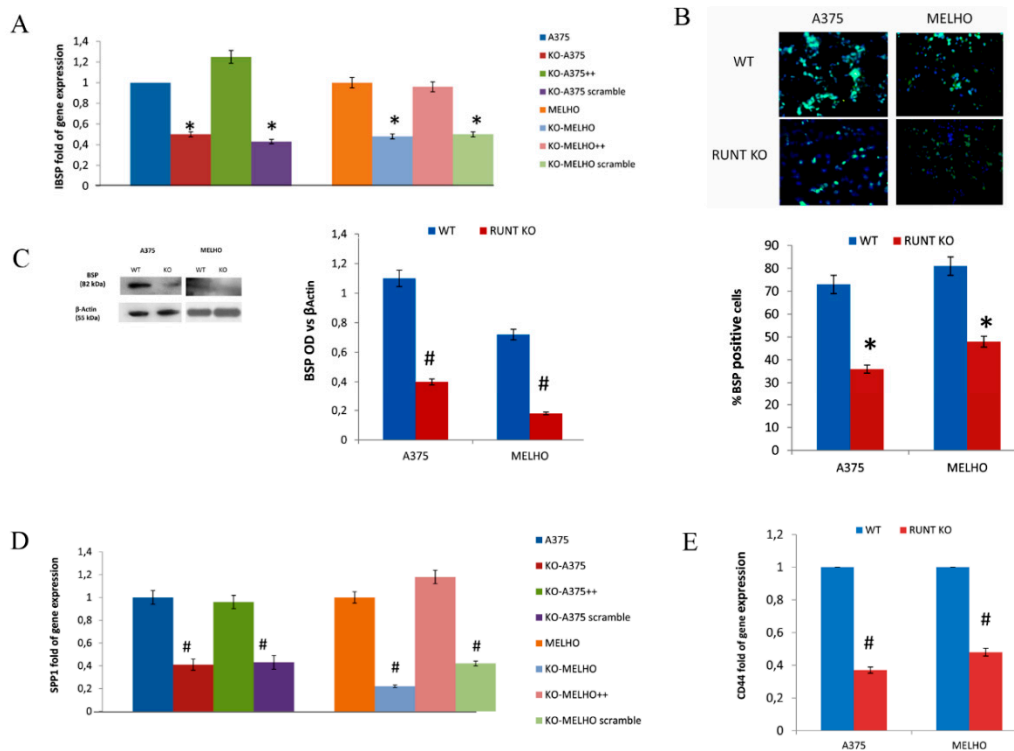 A
IBSP fold of gene expression
1,4
1,2
1
0,8
0,6
0,4
0,2
0
* * * *
A375
KO-A375
KO-A375++
KO-A375 scramble
MELHO
KO-MELHO
KO-MELHO++
KO-MELHO scramble
B
A375 MELHO
WT
RUNT KO
WT RUNT KO
% BSP positive cells
90
80
70
60
50
40
30
20
10
0
* *
A375 MELHO
C
A375 MELHO
WT KO WT KO
BSP
(82 kDa)
β-Actin
(55 kDa)
WT RUNT KO
BSP OD vs βActin
1,4
1,2
1
0,8
0,6
0,4
0,2
0
# #
A375 MELHO
D
SPP1 fold of gene expression
1,4
1,2
1
0,8
0,6
0,4
0,2
0
# # # #
A375
KO-A375
KO-A375++
KO-A375 scramble
MELHO
KO-MELHO
KO-MELHO++
KO-MELHO scramble
E
WT RUNT KO
CD44 fold of gene expression
1,2
1
0,8
0,6
0,4
0,2
0
# #
A375 MELHO